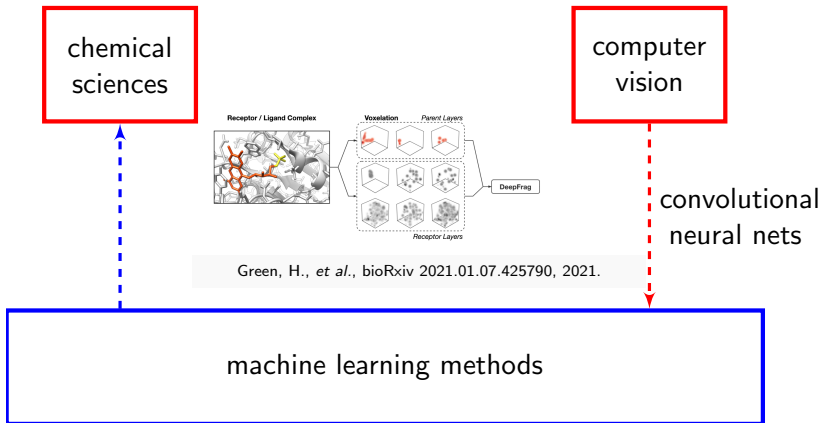 chemical
sciences
computer
vision
Receptor / Ligand Complex
Voxelation
Parent Layers
DeepFrag
Receptor Layers
convolutional
neural nets
Green, H., et al., bioRxiv 2021.01.07.425790, 2021.
machine learning methods